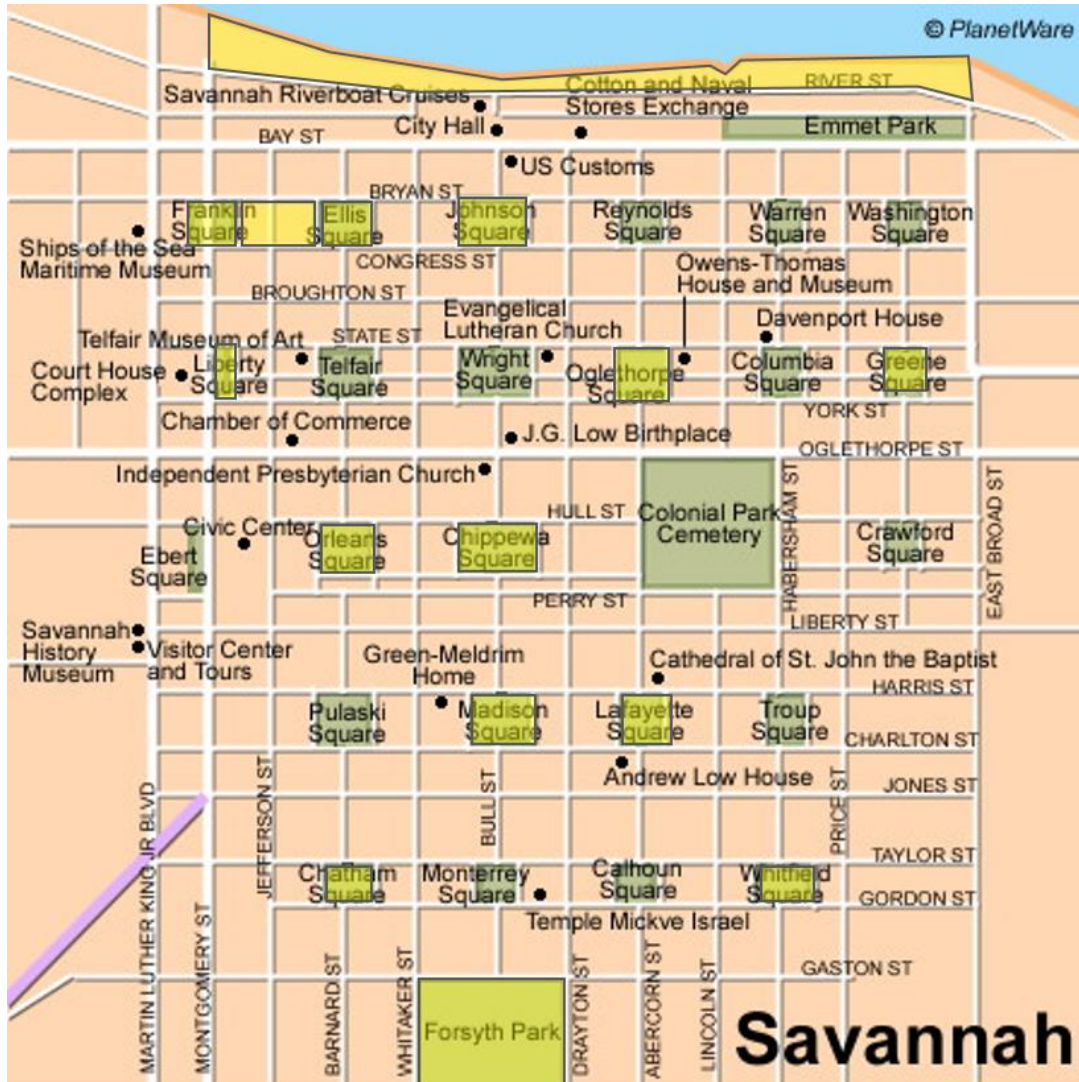 © PlanetWare
RIVER ST
Cotton and Naval
Stores Exchange
Savannah Riverboat Cruises
City Hall
Emmet Park
BAY ST
US Customs
BRYAN ST
Franklin
Square
Ellis
Square
Johnson
Square
Reynolds
Square
Warren
Square
Washington
Square
Ships of the Sea
Maritime Museum
CONGRESS ST
Owens-Thomas
House and Museum
BROUGHTON ST
Evangelical
Lutheran Church
Davenport House
Telfair Museum of Art
STATE ST
Court House
Complex
Liberty
Square
Telfair
Square
Wright
Square
Oglethorpe
Square
Columbia
Square
Greene
Square
YORK ST
Chamber of Commerce
J.G. Low Birthplace
OGLETHORPE ST
Independent Presbyterian Church
HULL ST
Colonial Park
Cemetery
HABERSHAM ST
EAST BROAD ST
Civic Center
Ebert
Square
Orleans
Square
Chippewa
Square
Crawford
Square
PERRY ST
LIBERTY ST
Savannah
History
Museum
Visitor Center
and Tours
Green-Meldrim
Home
Cathedral of St. John the Baptist
HARRIS ST
Pulaski
Square
Madison
Square
Lafayette
Square
Troup
Square
CHARLTON ST
Andrew Low House
JONES ST
MARTIN LUTHER KING JR BLVD
JEFFERSON ST
BULL ST
PRICE ST
TAYLOR ST
Chatham
Square
Monterrey
Square
Calhoun
Square
Whitfield
Square
GORDON ST
Temple Mickve Israel
MONTGOMERY ST
BARNARD ST
WHITAKER ST
DRAYTON ST
ABERCORN ST
LINCOLN ST
GASTON ST
Forsyth Park
Savannah